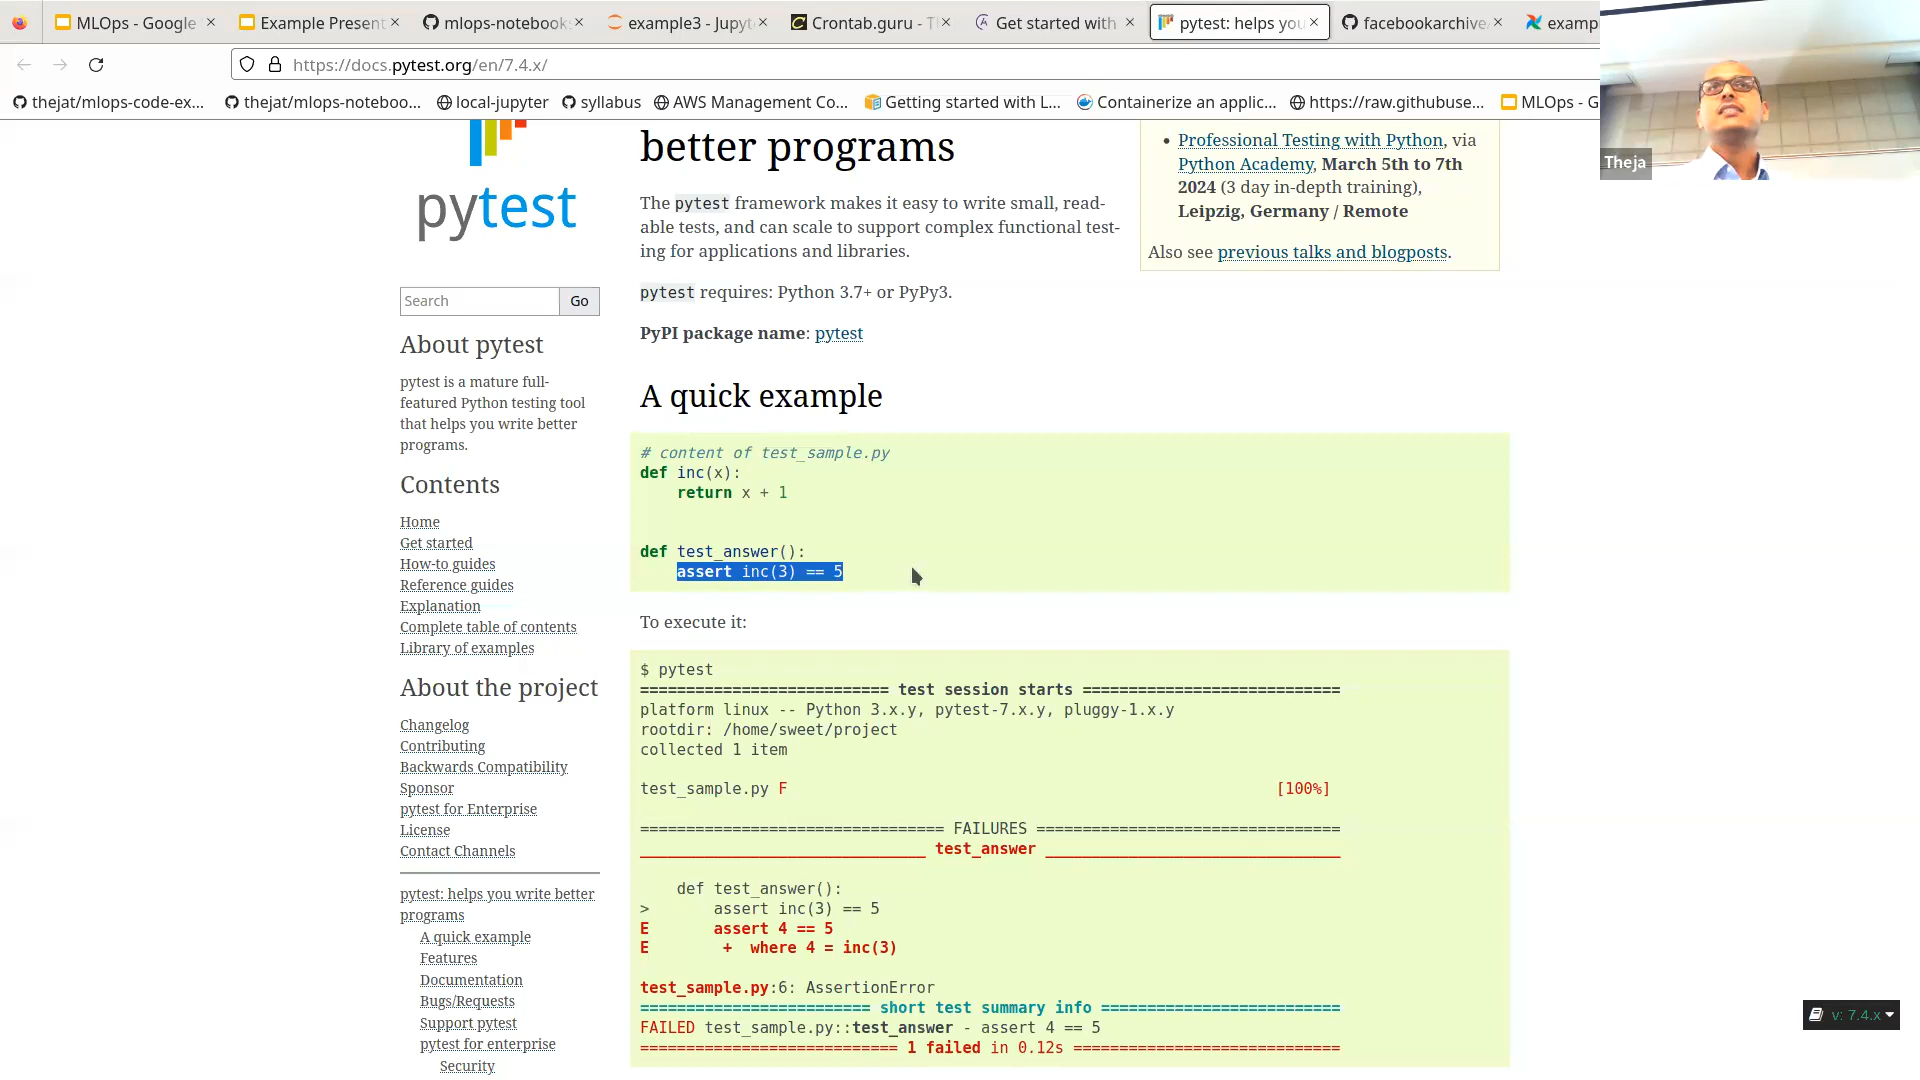 MLOps - Google
Example Present
mlops-notebook
example3 - Jupyt
Crontab.guru - T
Get started with
pytest: helps you
facebookarchive
examp
https://docs.pytest.org/en/7.4.x/
thejat/mlops-code-ex...
thejat/mlops-noteboo...
local-jupyter
syllabus
AWS Management Co...
Getting started with L...
Containerize an applic...
https://raw.githubuse...
MLOps - G
Theja
pytest
Search
Go
About pytest
pytest is a mature full-
featured Python testing tool
that helps you write better
programs.
Contents
Home
Get started
How-to guides
Reference guides
Explanation
Complete table of contents
Library of examples
About the project
Changelog
Contributing
Backwards Compatibility
Sponsor
pytest for Enterprise
License
Contact Channels
pytest: helps you write better
programs
A quick example
Features
Documentation
Bugs/Requests
Support pytest
pytest for enterprise
Security
better programs
The pytest framework makes it easy to write small, read-
able tests, and can scale to support complex functional test-
ing for applications and libraries.
pytest requires: Python 3.7+ or PyPy3.
PyPI package name: pytest
• Professional Testing with Python, via
Python Academy, March 5th to 7th
2024 (3 day in-depth training),
Leipzig, Germany / Remote
Also see previous talks and blogposts.
A quick example
# content of test_sample.py
def inc(x):
    return x + 1
def test_answer():
    assert inc(3) == 5
To execute it:
$ pytest
=========================== test session starts ============================
platform linux -- Python 3.x.y, pytest-7.x.y, pluggy-1.x.y
rootdir: /home/sweet/project
collected 1 item
test_sample.py F                                                     [100%]
================================= FAILURES =================================
_______________________________ test_answer ________________________________
    def test_answer():
>       assert inc(3) == 5
E       assert 4 == 5
E        +  where 4 = inc(3)
test_sample.py:6: AssertionError
========================= short test summary info ==========================
FAILED test_sample.py::test_answer - assert 4 == 5
============================ 1 failed in 0.12s =============================
v: 7.4.x